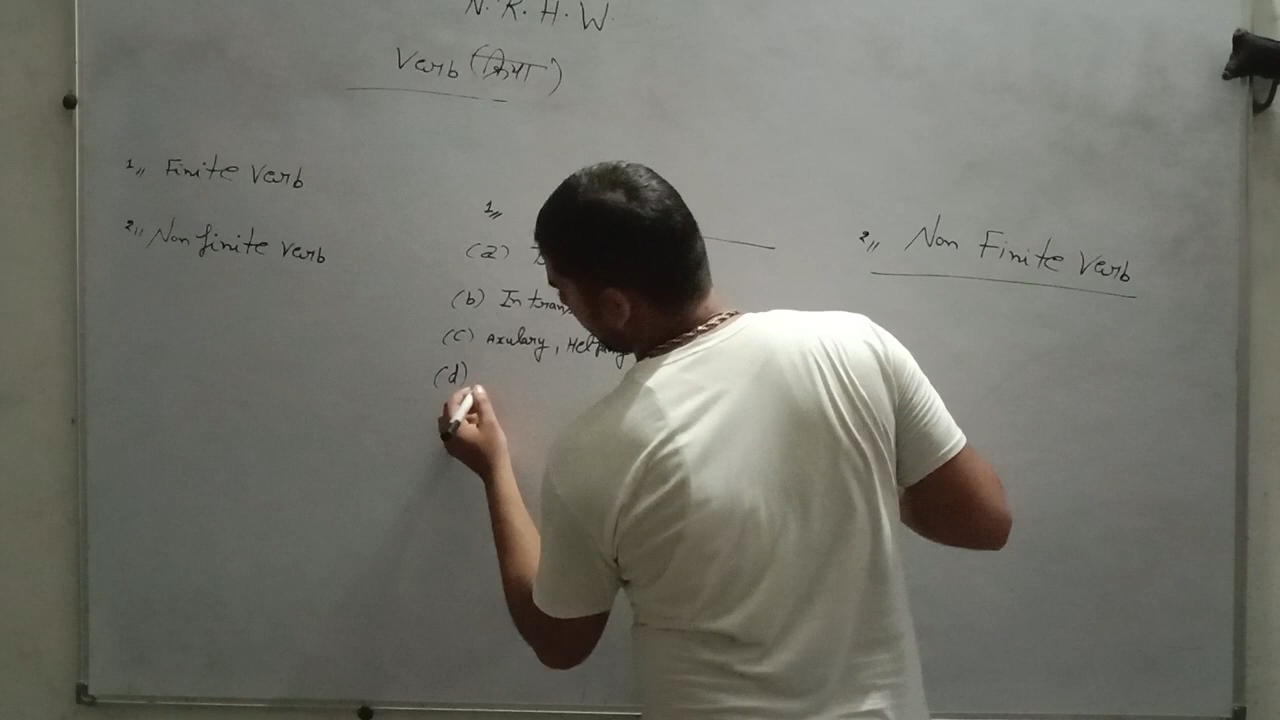 N. R. H. W.
Verb (क्रिया)
1,, Finite Verb
2,, Non finite verb
1,,
(a)
(b) In trans
(c) Axulary, Helping
(d)
2,, Non Finite Verb